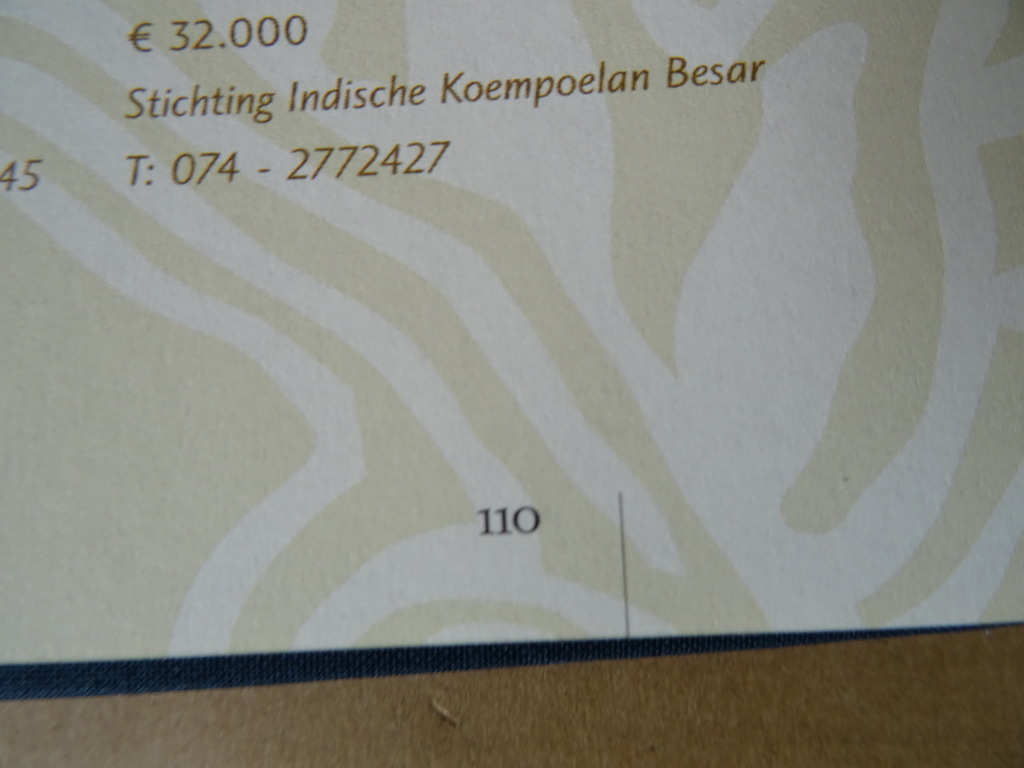 € 32.000
Stichting Indische Koempoelan Besar
45 T: 074 - 2772427
110